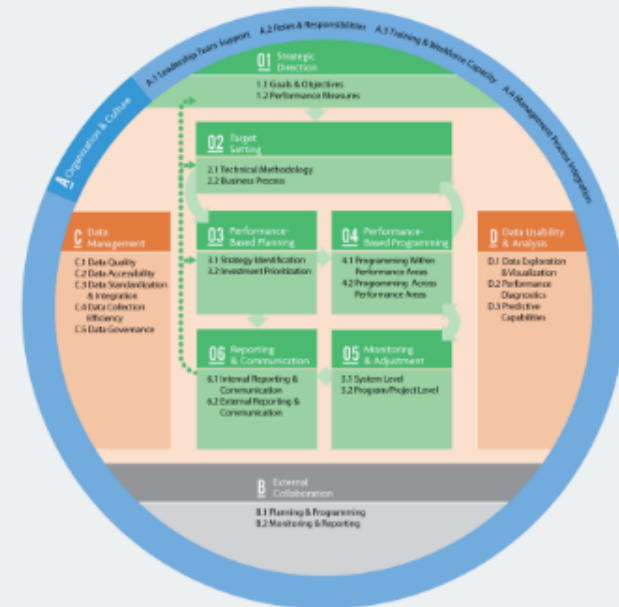 A Organization & Culture
A.1 Leadership Team Support
A.2 Roles & Responsibilities
A.3 Training & Workforce Capacity
A.4 Management Process Integration
01 Strategic
Direction
1.1 Goals & Objectives
1.2 Performance Measures
02 Target
Setting
2.1 Technical Methodology
2.2 Business Process
C Data
Management
C.1 Data Quality
C.2 Data Accessibility
C.3 Data Standardization
& Integration
C.4 Data Collection
Efficiency
C.5 Data Governance
03 Performance-
Based Planning
3.1 Strategy Identification
3.2 Investment Prioritization
04 Performance-
Based Programming
4.1 Programming Within
Performance Areas
4.2 Programming Across
Performance Areas
D Data Usability
& Analysis
D.1 Data Exploration
& Visualization
D.2 Performance
Diagnostics
D.3 Predictive
Capabilities
06 Reporting
& Communication
6.1 Internal Reporting &
Communication
6.2 External Reporting &
Communication
05 Monitoring
& Adjustment
5.1 System Level
5.2 Program/Project Level
B External
Collaboration
B.1 Planning & Programming
B.2 Monitoring & Reporting